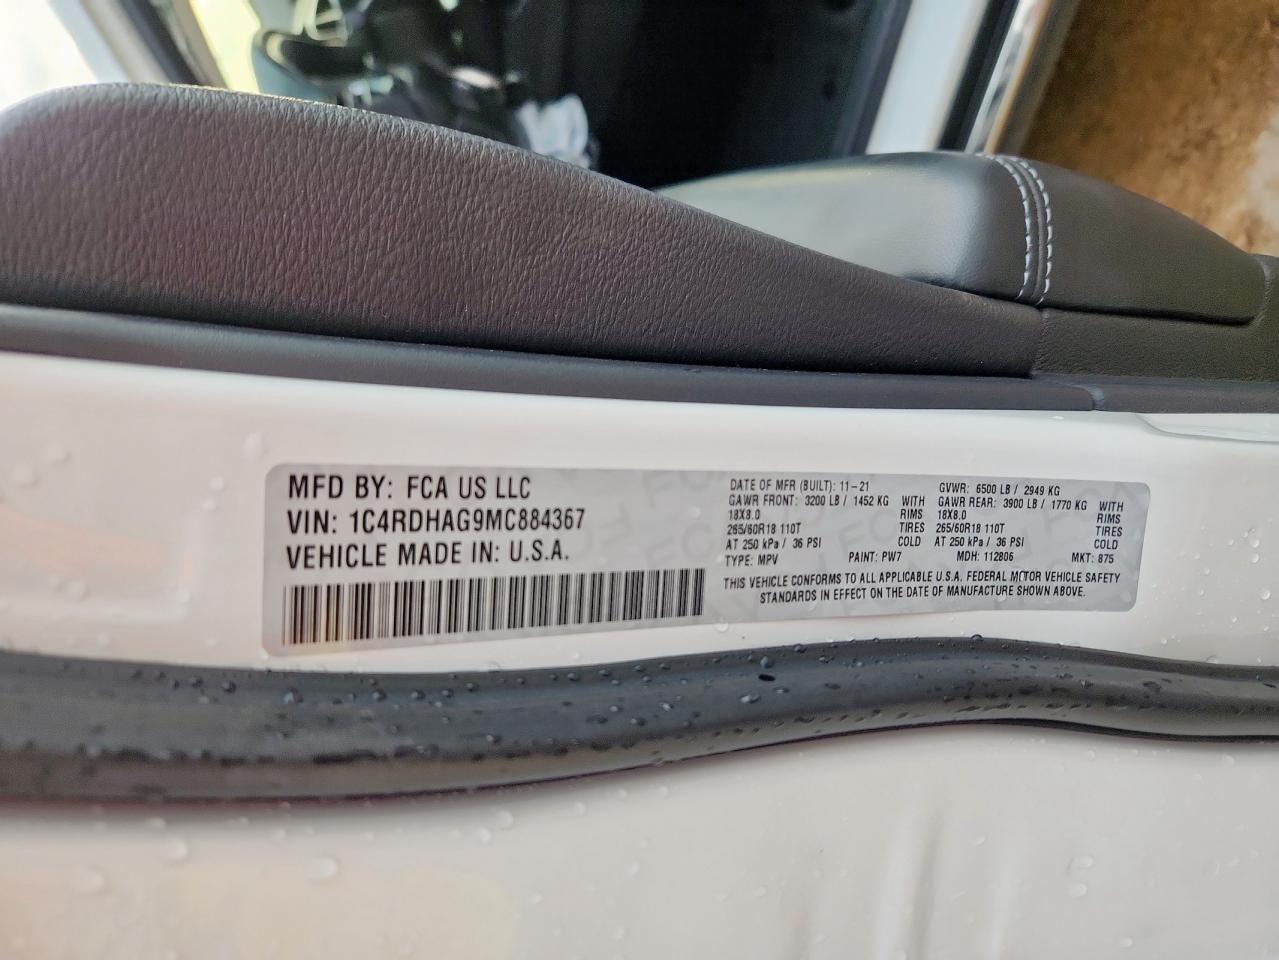 MFD BY: FCA US LLC
VIN: 1C4RDHAG9MC884367
VEHICLE MADE IN: U.S.A.
DATE OF MFR (BUILT): 11-21 GVWR: 6500 LB / 2949 KG
GAWR FRONT: 3200 LB / 1452 KG WITH GAWR REAR: 3900 LB / 1770 KG WITH
18X8.0 RIMS 18X8.0 RIMS
265/60R18 110T TIRES 265/60R18 110T TIRES
AT 250 kPa / 36 PSI COLD AT 250 kPa / 36 PSI COLD
TYPE: MPV PAINT: PW7 MDH: 112806 MKT: 875
THIS VEHICLE CONFORMS TO ALL APPLICABLE U.S.A. FEDERAL MOTOR VEHICLE SAFETY
STANDARDS IN EFFECT ON THE DATE OF MANUFACTURE SHOWN ABOVE.